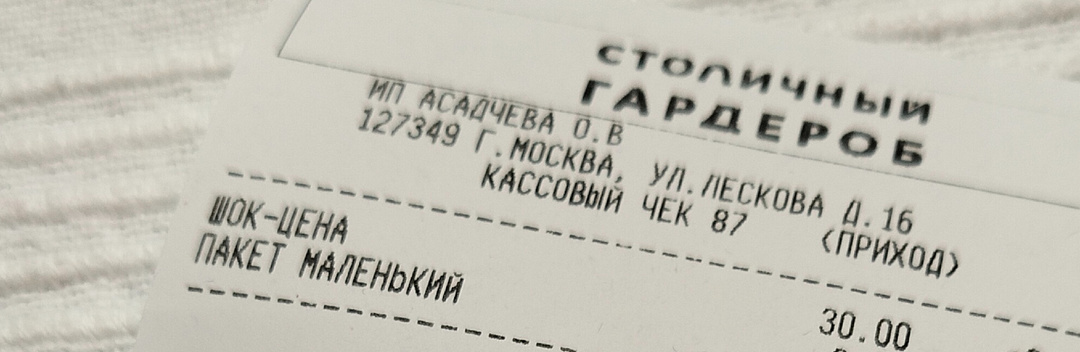 СТОЛИЧНЫЙ
ГАРДЕРОБ
ИП АСАДЧЕВА О.В
127349 Г.МОСКВА, УЛ.ЛЕСКОВА Д.16
КАССОВЫЙ ЧЕК 87 (ПРИХОД)
ШОК-ЦЕНА
ПАКЕТ МАЛЕНЬКИЙ
30.00